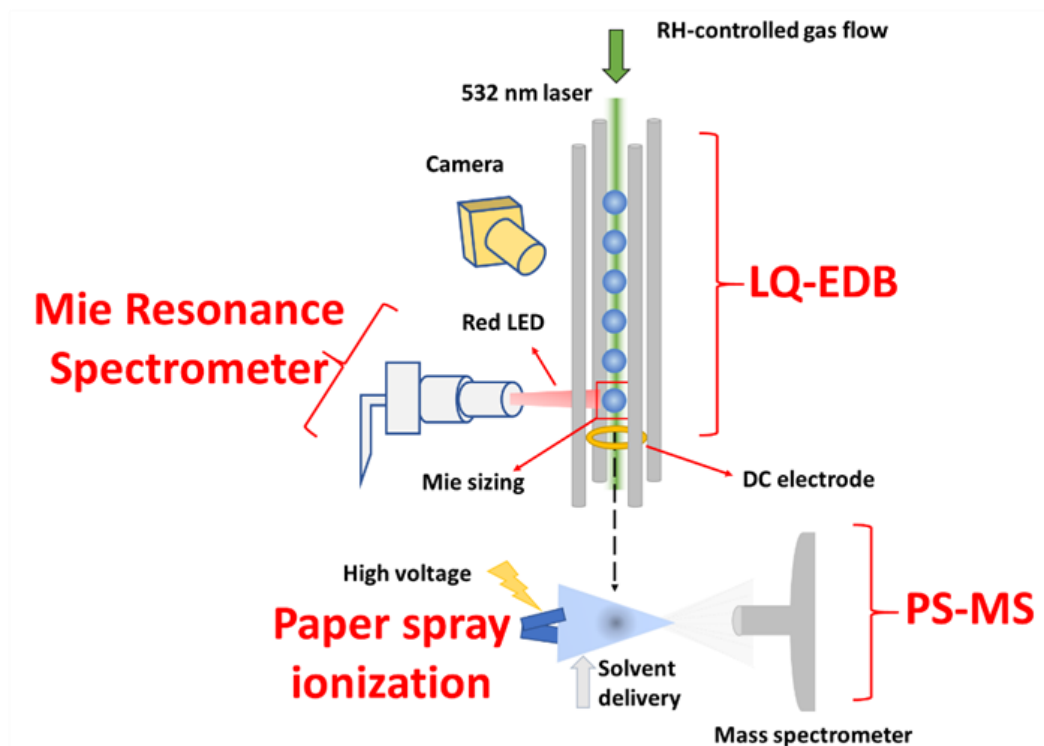 RH-controlled gas flow
532 nm laser
Camera
Mie Resonance
Spectrometer
LQ-EDB
Red LED
Mie sizing
DC electrode
High voltage
Paper spray
ionization
PS-MS
Solvent
delivery
Mass spectrometer